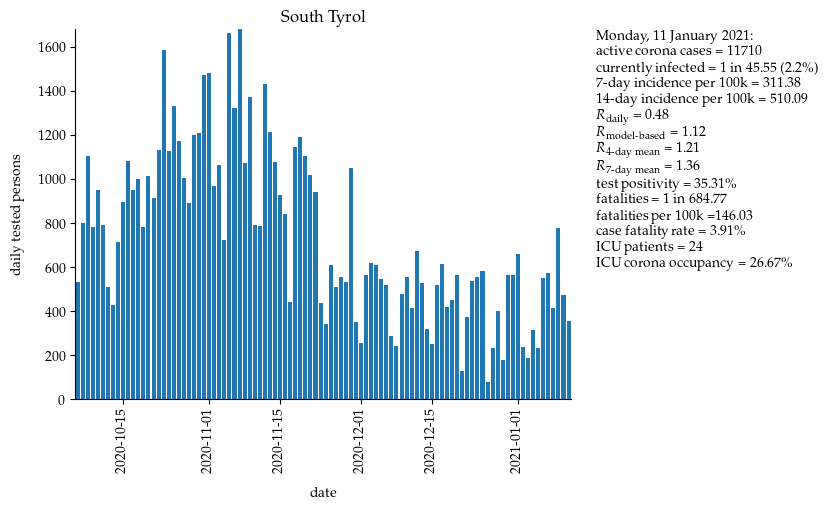 South Tyrol
1600
1400
1200
1000
800
600
400
200
0
daily tested persons
2020-10-15
2020-11-01
2020-11-15
2020-12-01
2020-12-15
2021-01-01
date
Monday, 11 January 2021:
active corona cases = 11710
currently infected = 1 in 45.55 (2.2%)
7-day incidence per 100k = 311.38
14-day incidence per 100k = 510.09
R daily = 0.48
R model-based = 1.12
R 4-day mean = 1.21
R 7-day mean = 1.36
test positivity = 35.31%
fatalities = 1 in 684.77
fatalities per 100k =146.03
case fatality rate = 3.91%
ICU patients = 24
ICU corona occupancy = 26.67%